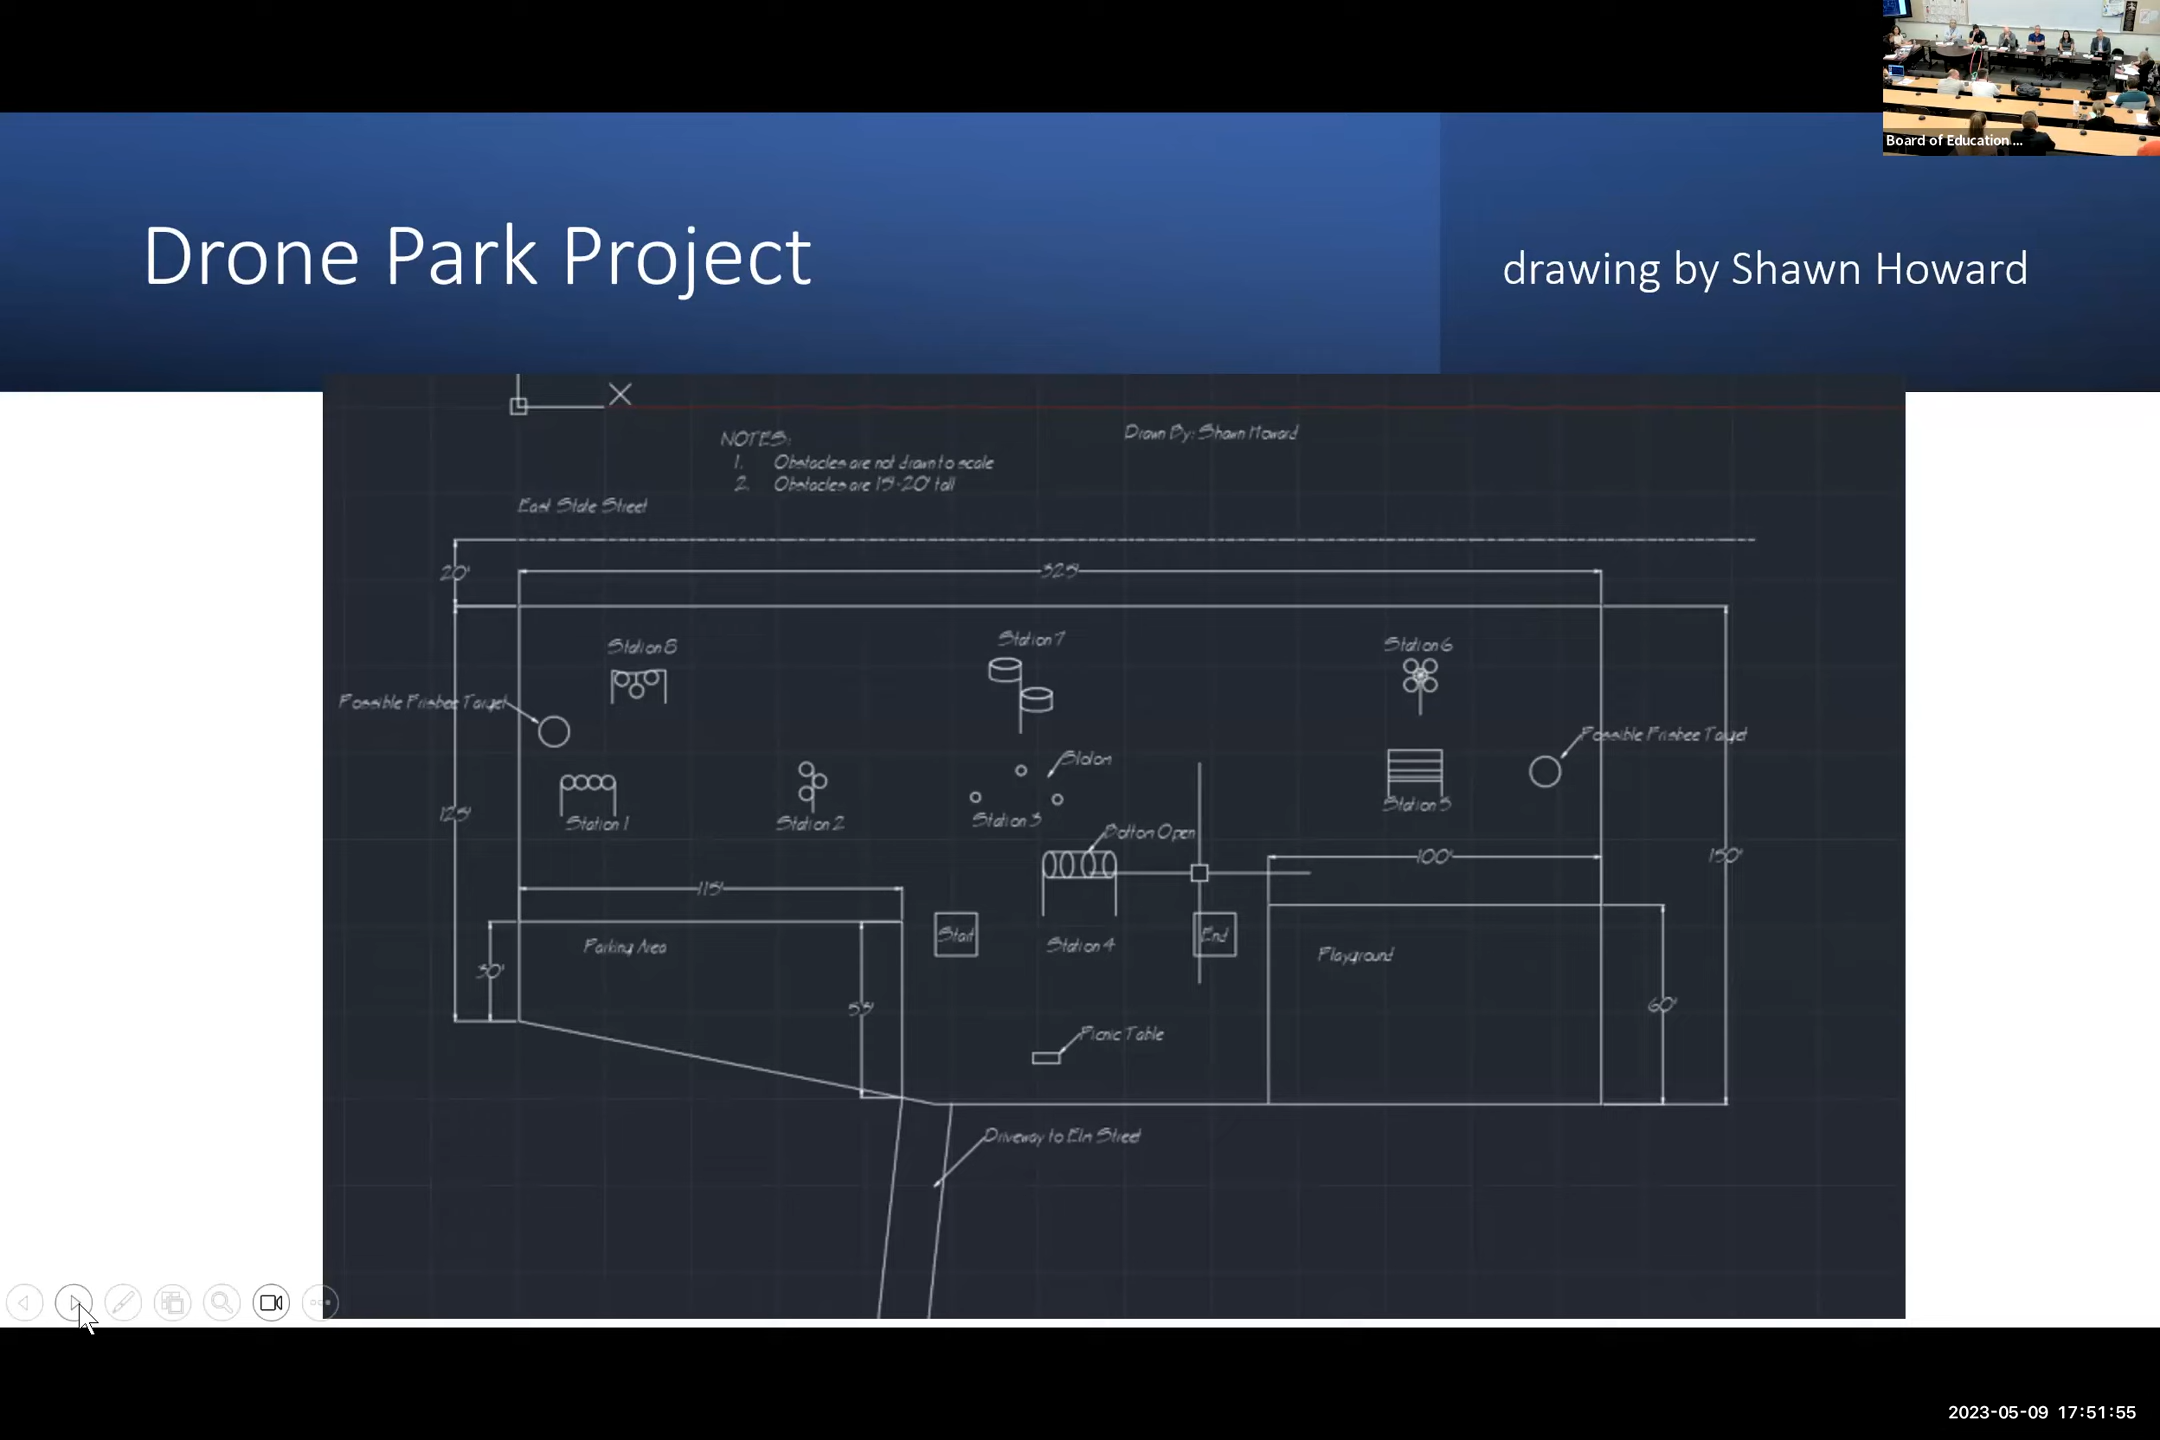 Board of Education ...
Drone Park Project
drawing by Shawn Howard
X
NOTES:
Drawn By: Shawn Howard
1. Obstacles are not drawn to scale
2. Obstacles are 15'-20' tall
East State Street
20'
325'
Station 8
Station 7
Station 6
Possible Frisbee Target
Possible Frisbee Target
Slalom
125'
Station 1
Station 2
Station 3
Station 5
Bottom Open
100'
150'
115'
Parking Area
Start
Station 4
End
Playground
30'
55'
60'
Picnic Table
Driveway to Elm Street
2023-05-09 17:51:55